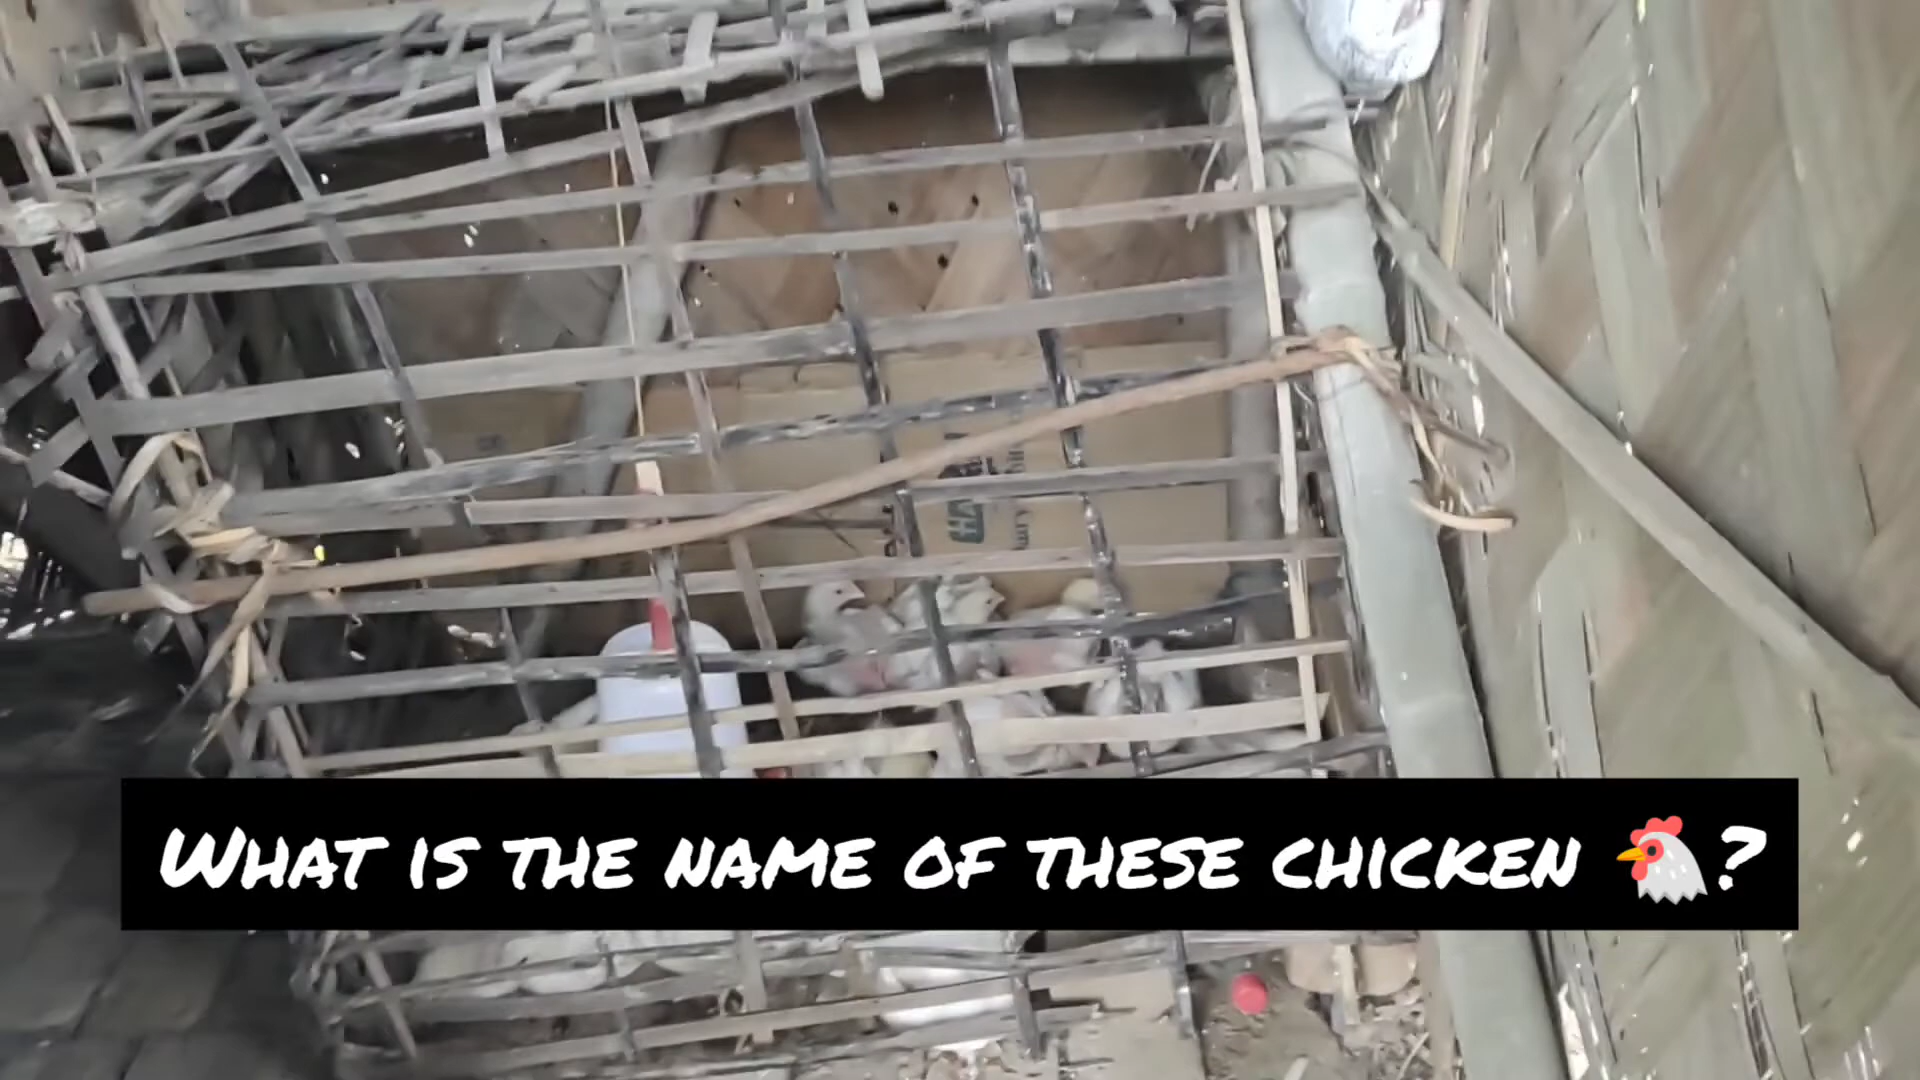 What is the name of these chicken 🐔?